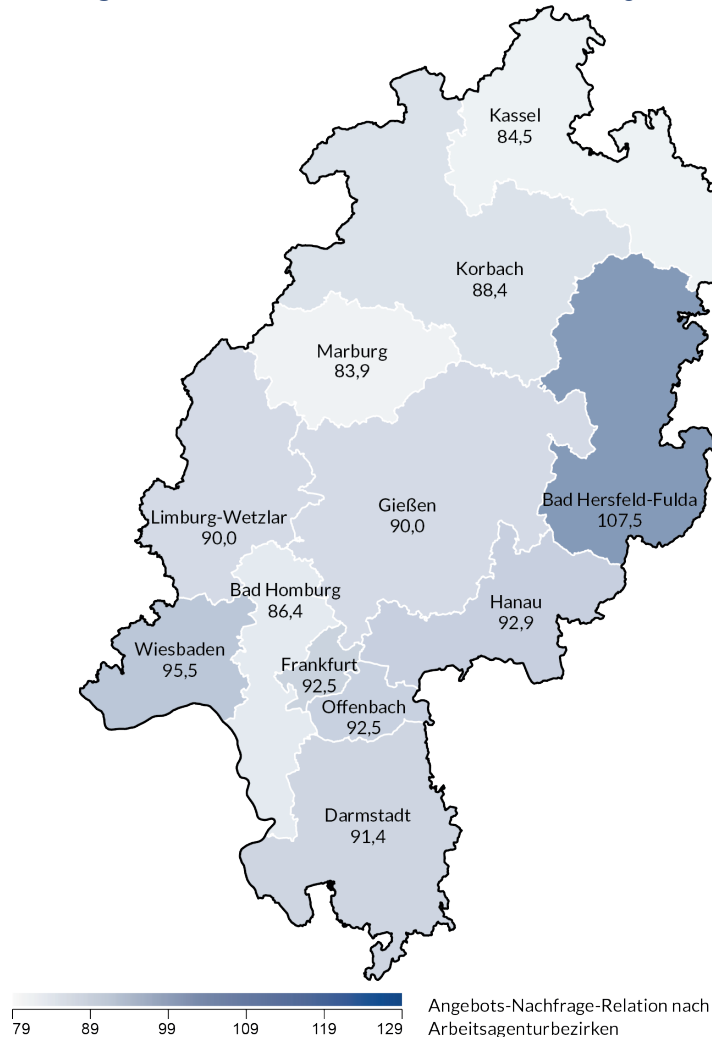 Kassel
84,5
Korbach
88,4
Marburg
83,9
Gießen
90,0
Bad Hersfeld-Fulda
107,5
Limburg-Wetzlar
90,0
Bad Homburg
86,4
Hanau
92,9
Wiesbaden
95,5
Frankfurt
92,5
Offenbach
92,5
Darmstadt
91,4
79 89 99 109 119 129
Angebots-Nachfrage-Relation nach
Arbeitsagenturbezirken